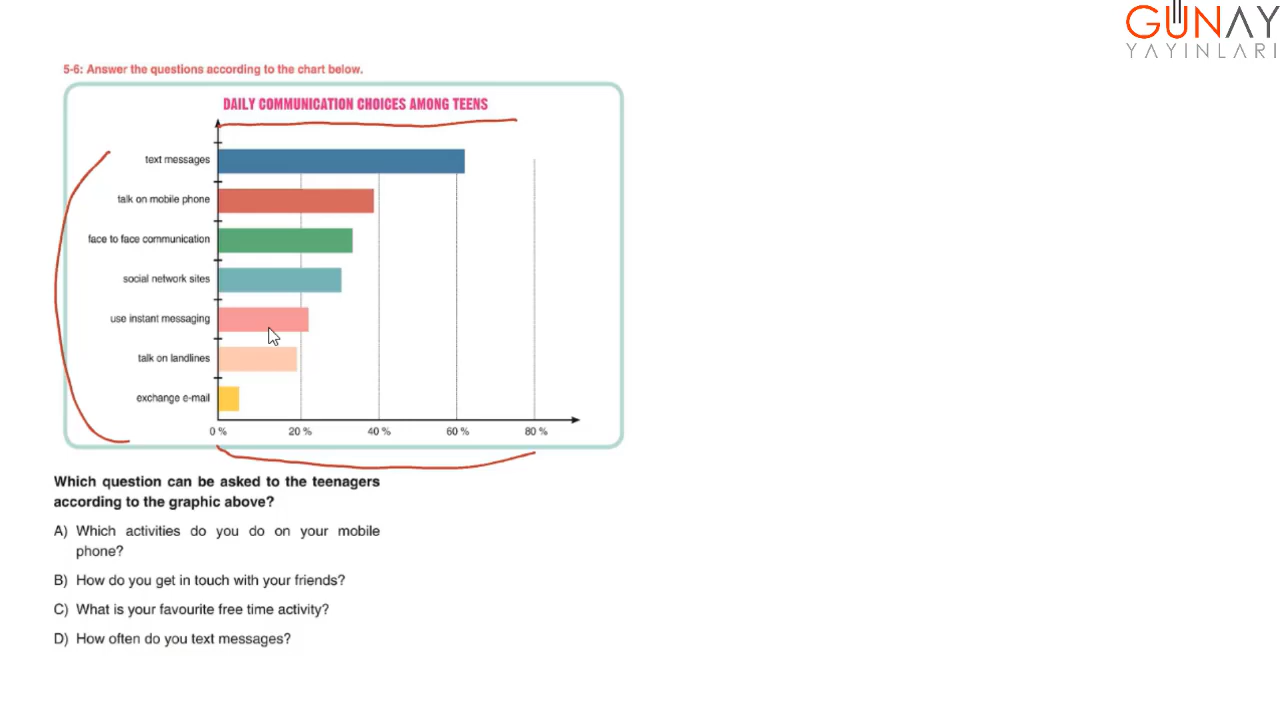 GÜNAY
YAYINLARI
5-6: Answer the questions according to the chart below.
DAILY COMMUNICATION CHOICES AMONG TEENS
text messages
talk on mobile phone
face to face communication
social network sites
use instant messaging
talk on landlines
exchange e-mail
0 % 20 % 40 % 60 % 80 %
Which question can be asked to the teenagers
according to the graphic above?
A) Which activities do you do on your mobile
phone?
B) How do you get in touch with your friends?
C) What is your favourite free time activity?
D) How often do you text messages?